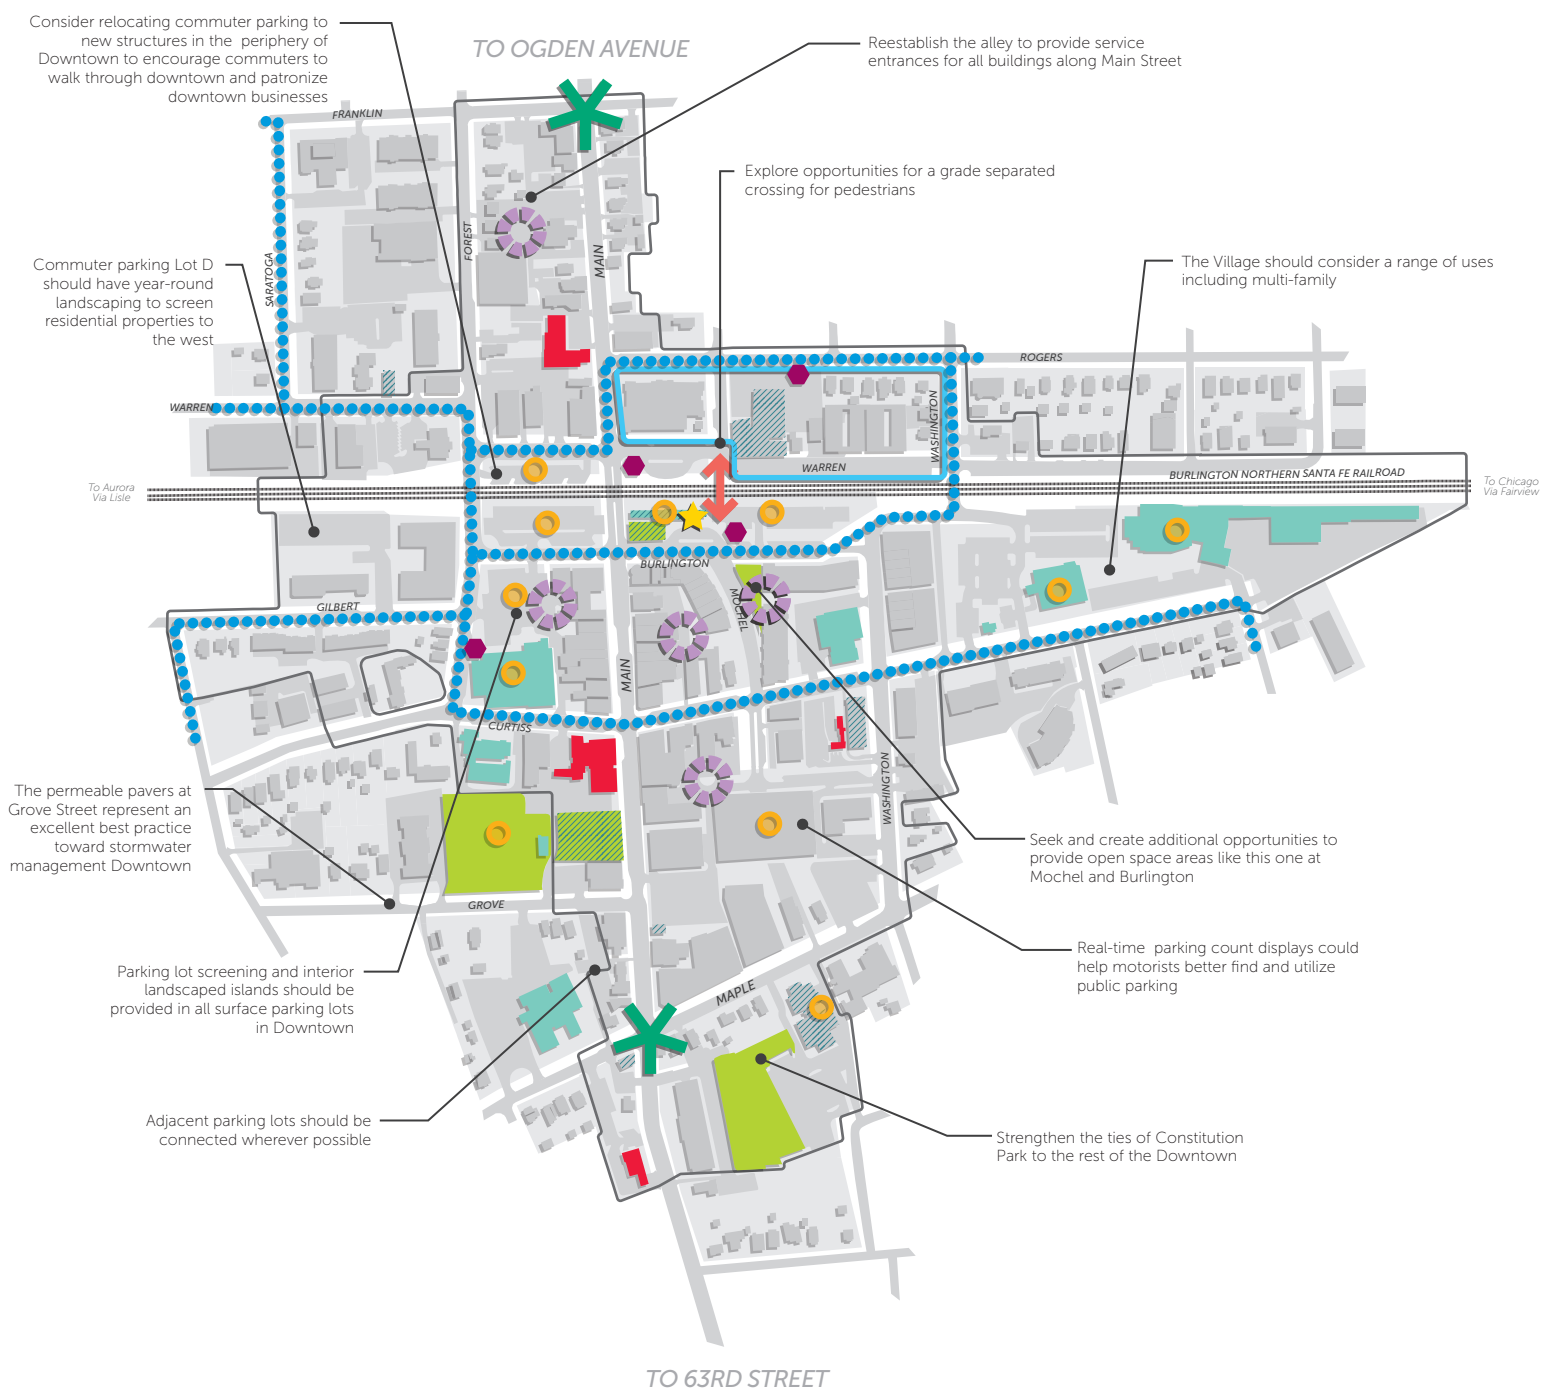 Consider relocating commuter parking to
new structures in the periphery of
Downtown to encourage commuters to
walk through downtown and patronize
downtown businesses
TO OGDEN AVENUE
Reestablish the alley to provide service
entrances for all buildings along Main Street
FRANKLIN
Explore opportunities for a grade separated
crossing for pedestrians
FOREST
MAIN
SARATOGA
Commuter parking Lot D
should have year-round
landscaping to screen
residential properties to
the west
The Village should consider a range of uses
including multi-family
ROGERS
WARREN
WASHINGTON
WARREN
BURLINGTON NORTHERN SANTA FE RAILROAD
To Aurora
Via Lisle
To Chicago
Via Fairview
BURLINGTON
MOCHEL
GILBERT
MAIN
CURTISS
WASHINGTON
The permeable pavers at
Grove Street represent an
excellent best practice
toward stormwater
management Downtown
Seek and create additional opportunities to
provide open space areas like this one at
Mochel and Burlington
GROVE
Real-time parking count displays could
help motorists better find and utilize
public parking
Parking lot screening and interior
landscaped islands should be
provided in all surface parking lots
in Downtown
MAPLE
Adjacent parking lots should be
connected wherever possible
Strengthen the ties of Constitution
Park to the rest of the Downtown
TO 63RD STREET